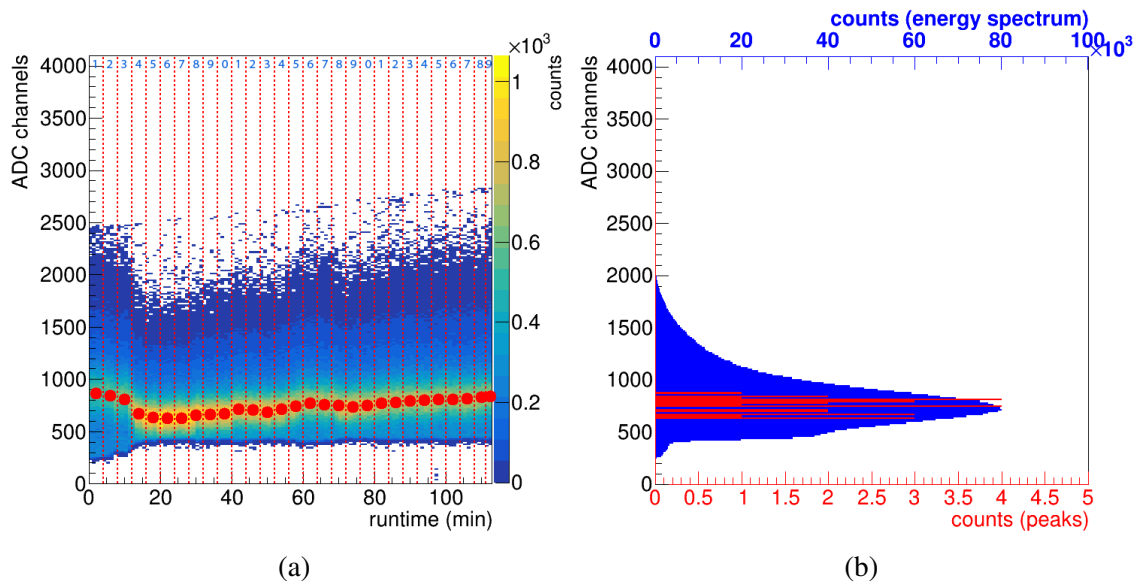 ×10³
4000
3500
3000
2500
2000
1500
1000
500
0
ADC channels
1 2 3 4 5 6 7 8 9 0 1 2 3 4 5 6 7 8 9 0 1 2 3 4 5 6 7 8 9
0 20 40 60 80 100
runtime (min)
1
0.8
0.6
0.4
0.2
0
counts
(a)
counts (energy spectrum)
0 20 40 60 80 100
×10³
4000
3500
3000
2500
2000
1500
1000
500
0
ADC channels
0 0.5 1 1.5 2 2.5 3 3.5 4 4.5 5
counts (peaks)
(b)